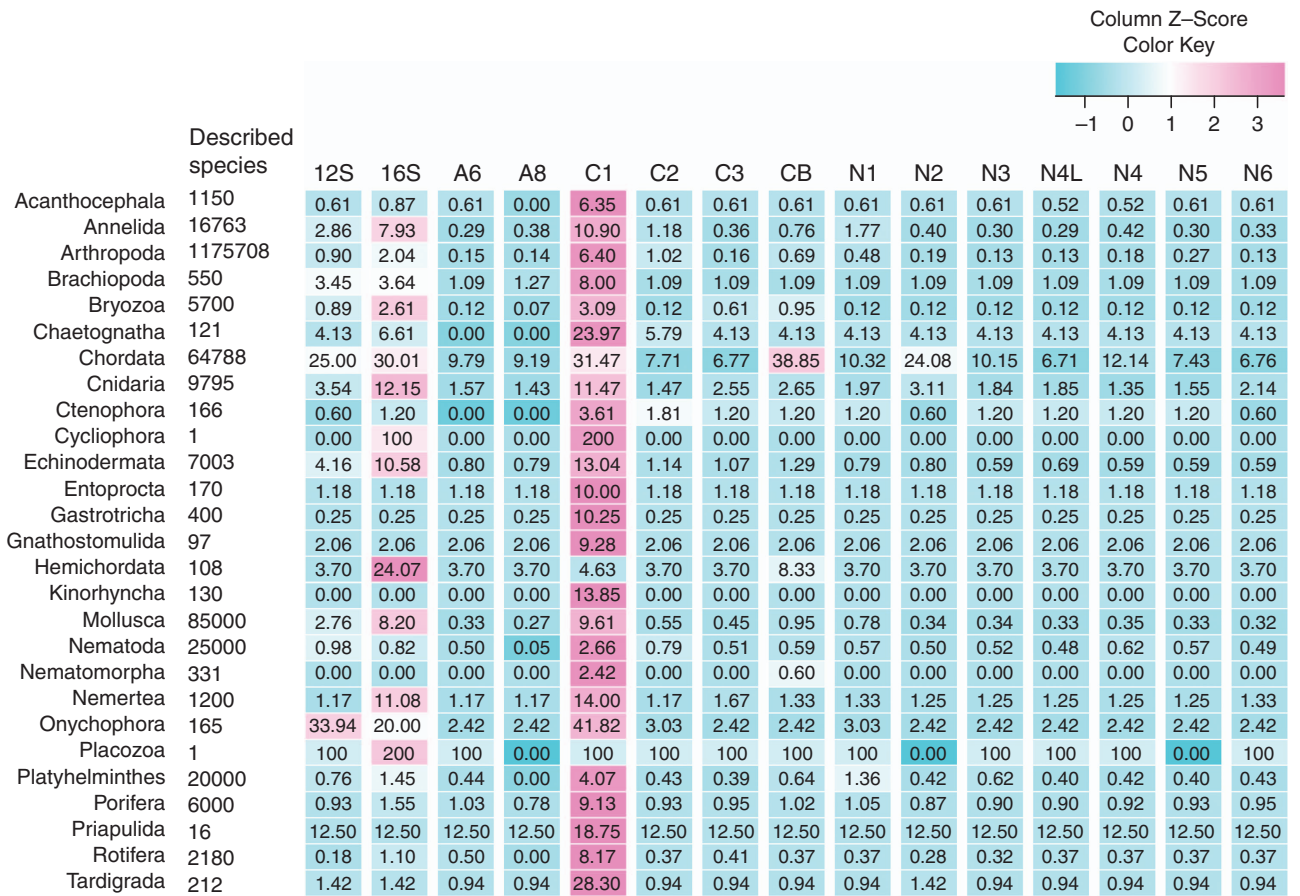 Column Z–Score
Color Key
–1 0 1 2 3
Described
species
12S 16S A6 A8 C1 C2 C3 CB N1 N2 N3 N4L N4 N5 N6
Acanthocephala 1150 0.61 0.87 0.61 0.00 6.35 0.61 0.61 0.61 0.61 0.61 0.61 0.52 0.52 0.61 0.61
Annelida 16763 2.86 7.93 0.29 0.38 10.90 1.18 0.36 0.76 1.77 0.40 0.30 0.29 0.42 0.30 0.33
Arthropoda 1175708 0.90 2.04 0.15 0.14 6.40 1.02 0.16 0.69 0.48 0.19 0.13 0.13 0.18 0.27 0.13
Brachiopoda 550 3.45 3.64 1.09 1.27 8.00 1.09 1.09 1.09 1.09 1.09 1.09 1.09 1.09 1.09 1.09
Bryozoa 5700 0.89 2.61 0.12 0.07 3.09 0.12 0.61 0.95 0.12 0.12 0.12 0.12 0.12 0.12 0.12
Chaetognatha 121 4.13 6.61 0.00 0.00 23.97 5.79 4.13 4.13 4.13 4.13 4.13 4.13 4.13 4.13 4.13
Chordata 64788 25.00 30.01 9.79 9.19 31.47 7.71 6.77 38.85 10.32 24.08 10.15 6.71 12.14 7.43 6.76
Cnidaria 9795 3.54 12.15 1.57 1.43 11.47 1.47 2.55 2.65 1.97 3.11 1.84 1.85 1.35 1.55 2.14
Ctenophora 166 0.60 1.20 0.00 0.00 3.61 1.81 1.20 1.20 1.20 0.60 1.20 1.20 1.20 1.20 0.60
Cycliophora 1 0.00 100 0.00 0.00 200 0.00 0.00 0.00 0.00 0.00 0.00 0.00 0.00 0.00 0.00
Echinodermata 7003 4.16 10.58 0.80 0.79 13.04 1.14 1.07 1.29 0.79 0.80 0.59 0.69 0.59 0.59 0.59
Entoprocta 170 1.18 1.18 1.18 1.18 10.00 1.18 1.18 1.18 1.18 1.18 1.18 1.18 1.18 1.18 1.18
Gastrotricha 400 0.25 0.25 0.25 0.25 10.25 0.25 0.25 0.25 0.25 0.25 0.25 0.25 0.25 0.25 0.25
Gnathostomulida 97 2.06 2.06 2.06 2.06 9.28 2.06 2.06 2.06 2.06 2.06 2.06 2.06 2.06 2.06 2.06
Hemichordata 108 3.70 24.07 3.70 3.70 4.63 3.70 3.70 8.33 3.70 3.70 3.70 3.70 3.70 3.70 3.70
Kinorhyncha 130 0.00 0.00 0.00 0.00 13.85 0.00 0.00 0.00 0.00 0.00 0.00 0.00 0.00 0.00 0.00
Mollusca 85000 2.76 8.20 0.33 0.27 9.61 0.55 0.45 0.95 0.78 0.34 0.34 0.33 0.35 0.33 0.32
Nematoda 25000 0.98 0.82 0.50 0.05 2.66 0.79 0.51 0.59 0.57 0.50 0.52 0.48 0.62 0.57 0.49
Nematomorpha 331 0.00 0.00 0.00 0.00 2.42 0.00 0.00 0.60 0.00 0.00 0.00 0.00 0.00 0.00 0.00
Nemertea 1200 1.17 11.08 1.17 1.17 14.00 1.17 1.67 1.33 1.33 1.25 1.25 1.25 1.25 1.25 1.33
Onychophora 165 33.94 20.00 2.42 2.42 41.82 3.03 2.42 2.42 3.03 2.42 2.42 2.42 2.42 2.42 2.42
Placozoa 1 100 200 100 0.00 100 100 100 100 100 0.00 100 100 100 0.00 100
Platyhelminthes 20000 0.76 1.45 0.44 0.00 4.07 0.43 0.39 0.64 1.36 0.42 0.62 0.40 0.42 0.40 0.43
Porifera 6000 0.93 1.55 1.03 0.78 9.13 0.93 0.95 1.02 1.05 0.87 0.90 0.90 0.92 0.93 0.95
Priapulida 16 12.50 12.50 12.50 12.50 18.75 12.50 12.50 12.50 12.50 12.50 12.50 12.50 12.50 12.50 12.50
Rotifera 2180 0.18 1.10 0.50 0.00 8.17 0.37 0.41 0.37 0.37 0.28 0.32 0.37 0.37 0.37 0.37
Tardigrada 212 1.42 1.42 0.94 0.94 28.30 0.94 0.94 0.94 0.94 1.42 0.94 0.94 0.94 0.94 0.94